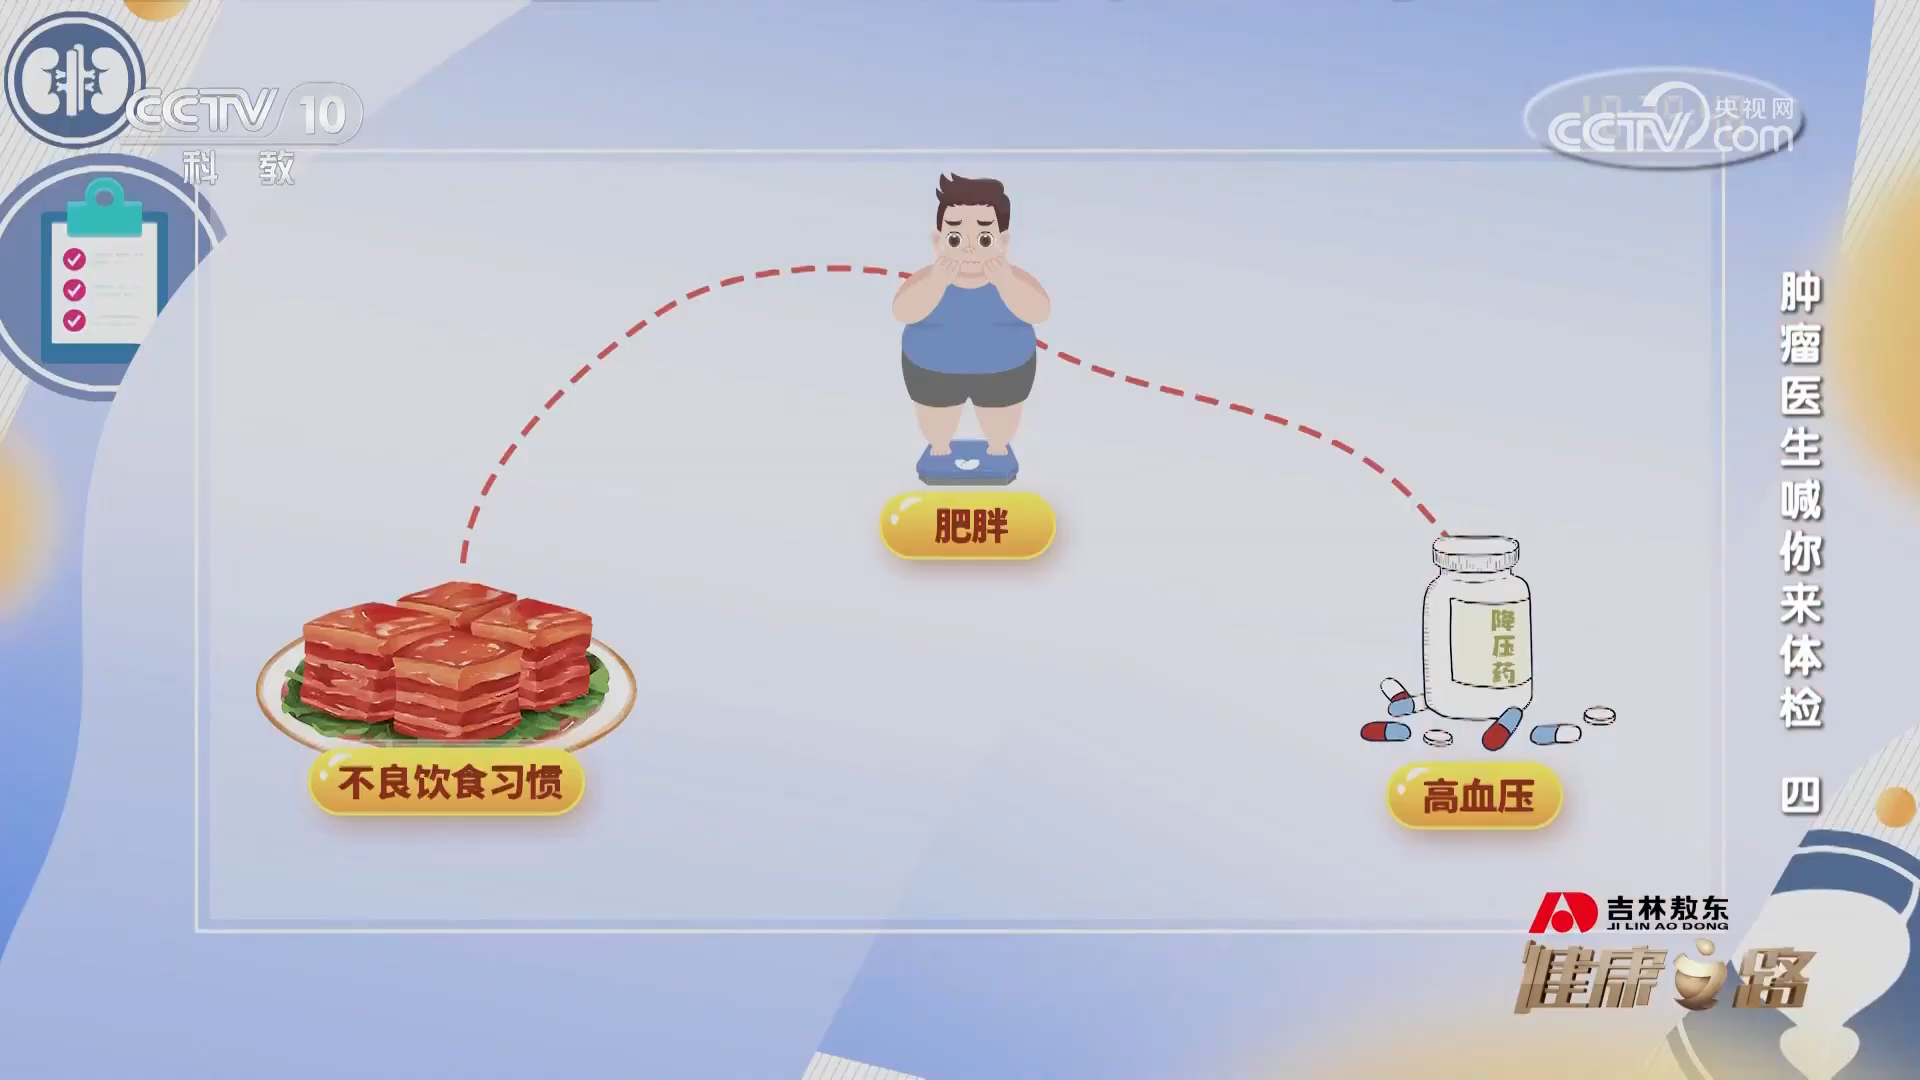 CCTV 10
科 教
央视网
CCTV.com
肥胖
降压药
不良饮食习惯
高血压
肿瘤医生喊你来体检 四
吉林敖东
JI LIN AO DONG
健康之路